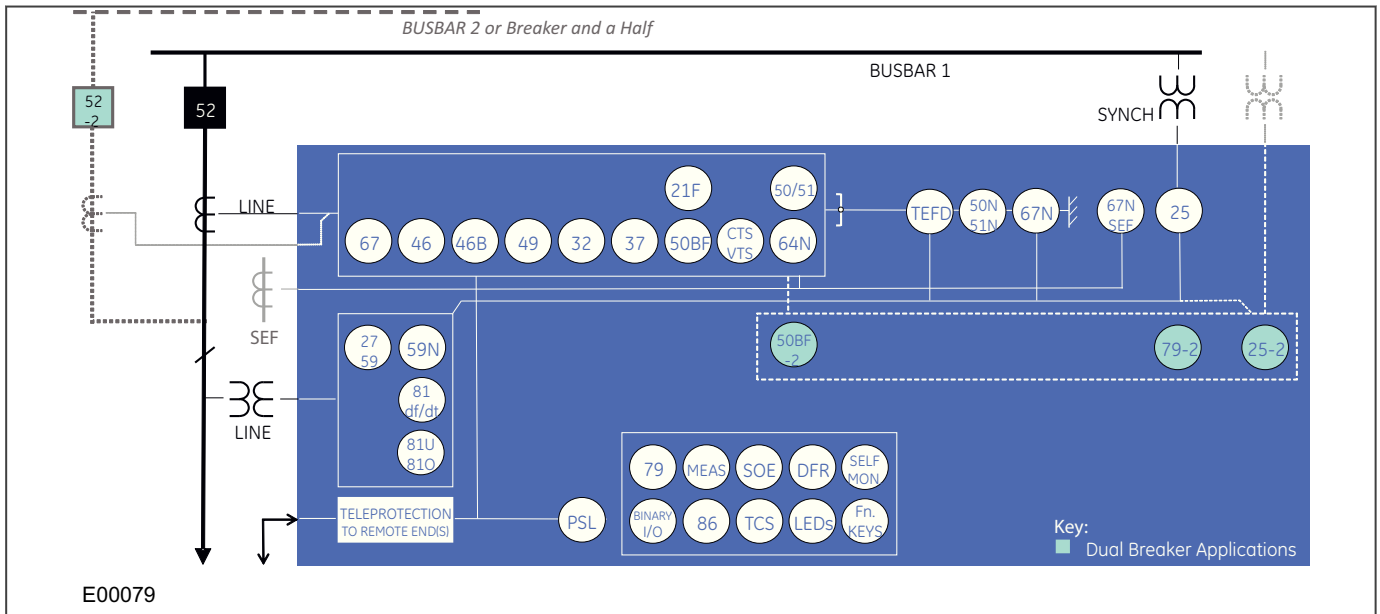 BUSBAR 2 or Breaker and a Half
BUSBAR 1
52
-2
52
SYNCH
LINE
21F
50/51
67
46
46B
49
32
37
50BF
CTS
VTS
64N
TEFD
50N
51N
67N
67N
SEF
25
SEF
27
59
59N
50BF
-2
79-2
25-2
81
df/dt
LINE
81U
81O
79
MEAS
SOE
DFR
SELF
MON
TELEPROTECTION
TO REMOTE END(S)
PSL
BINARY
I/O
86
TCS
LEDs
Fn.
KEYS
Key:
Dual Breaker Applications
E00079